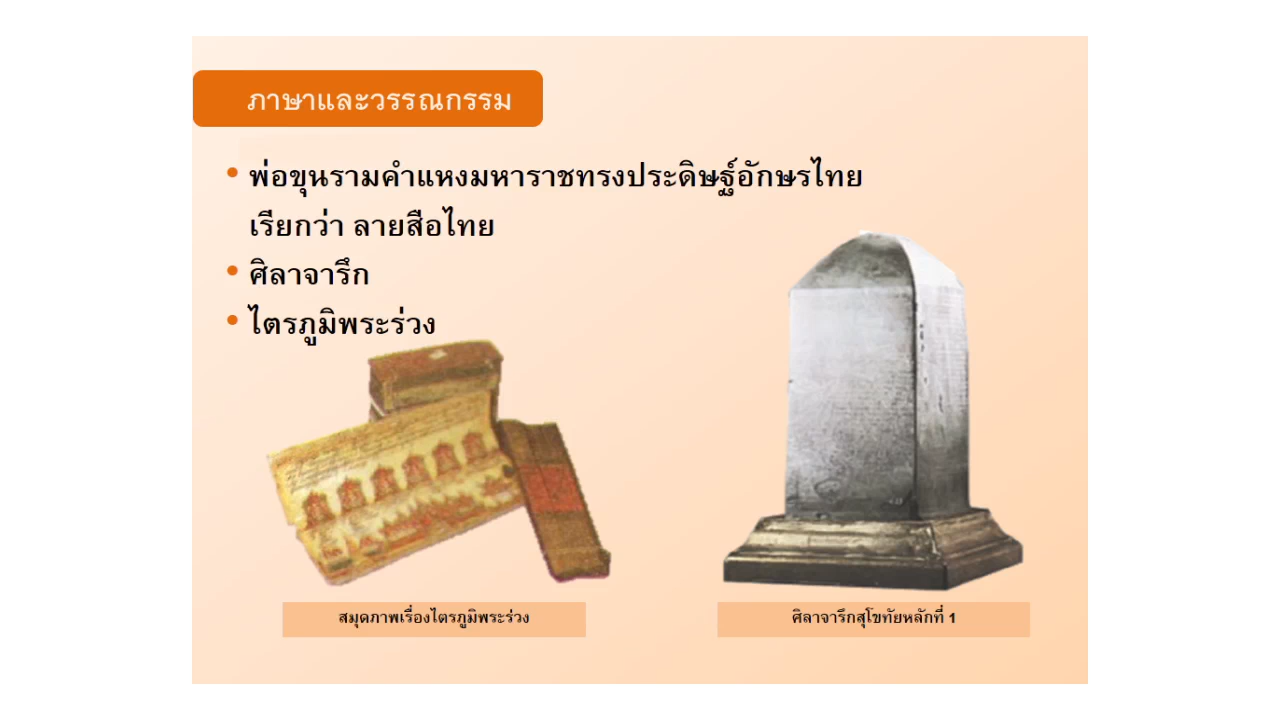 ภาษาและวรรณกรรม
• พ่อขุนรามคำแหงมหาราชทรงประดิษฐ์อักษรไทย
เรียกว่า ลายสือไทย
• ศิลาจารึก
• ไตรภูมิพระร่วง
สมุดภาพเรื่องไตรภูมิพระร่วง
ศิลาจารึกสุโขทัยหลักที่ 1